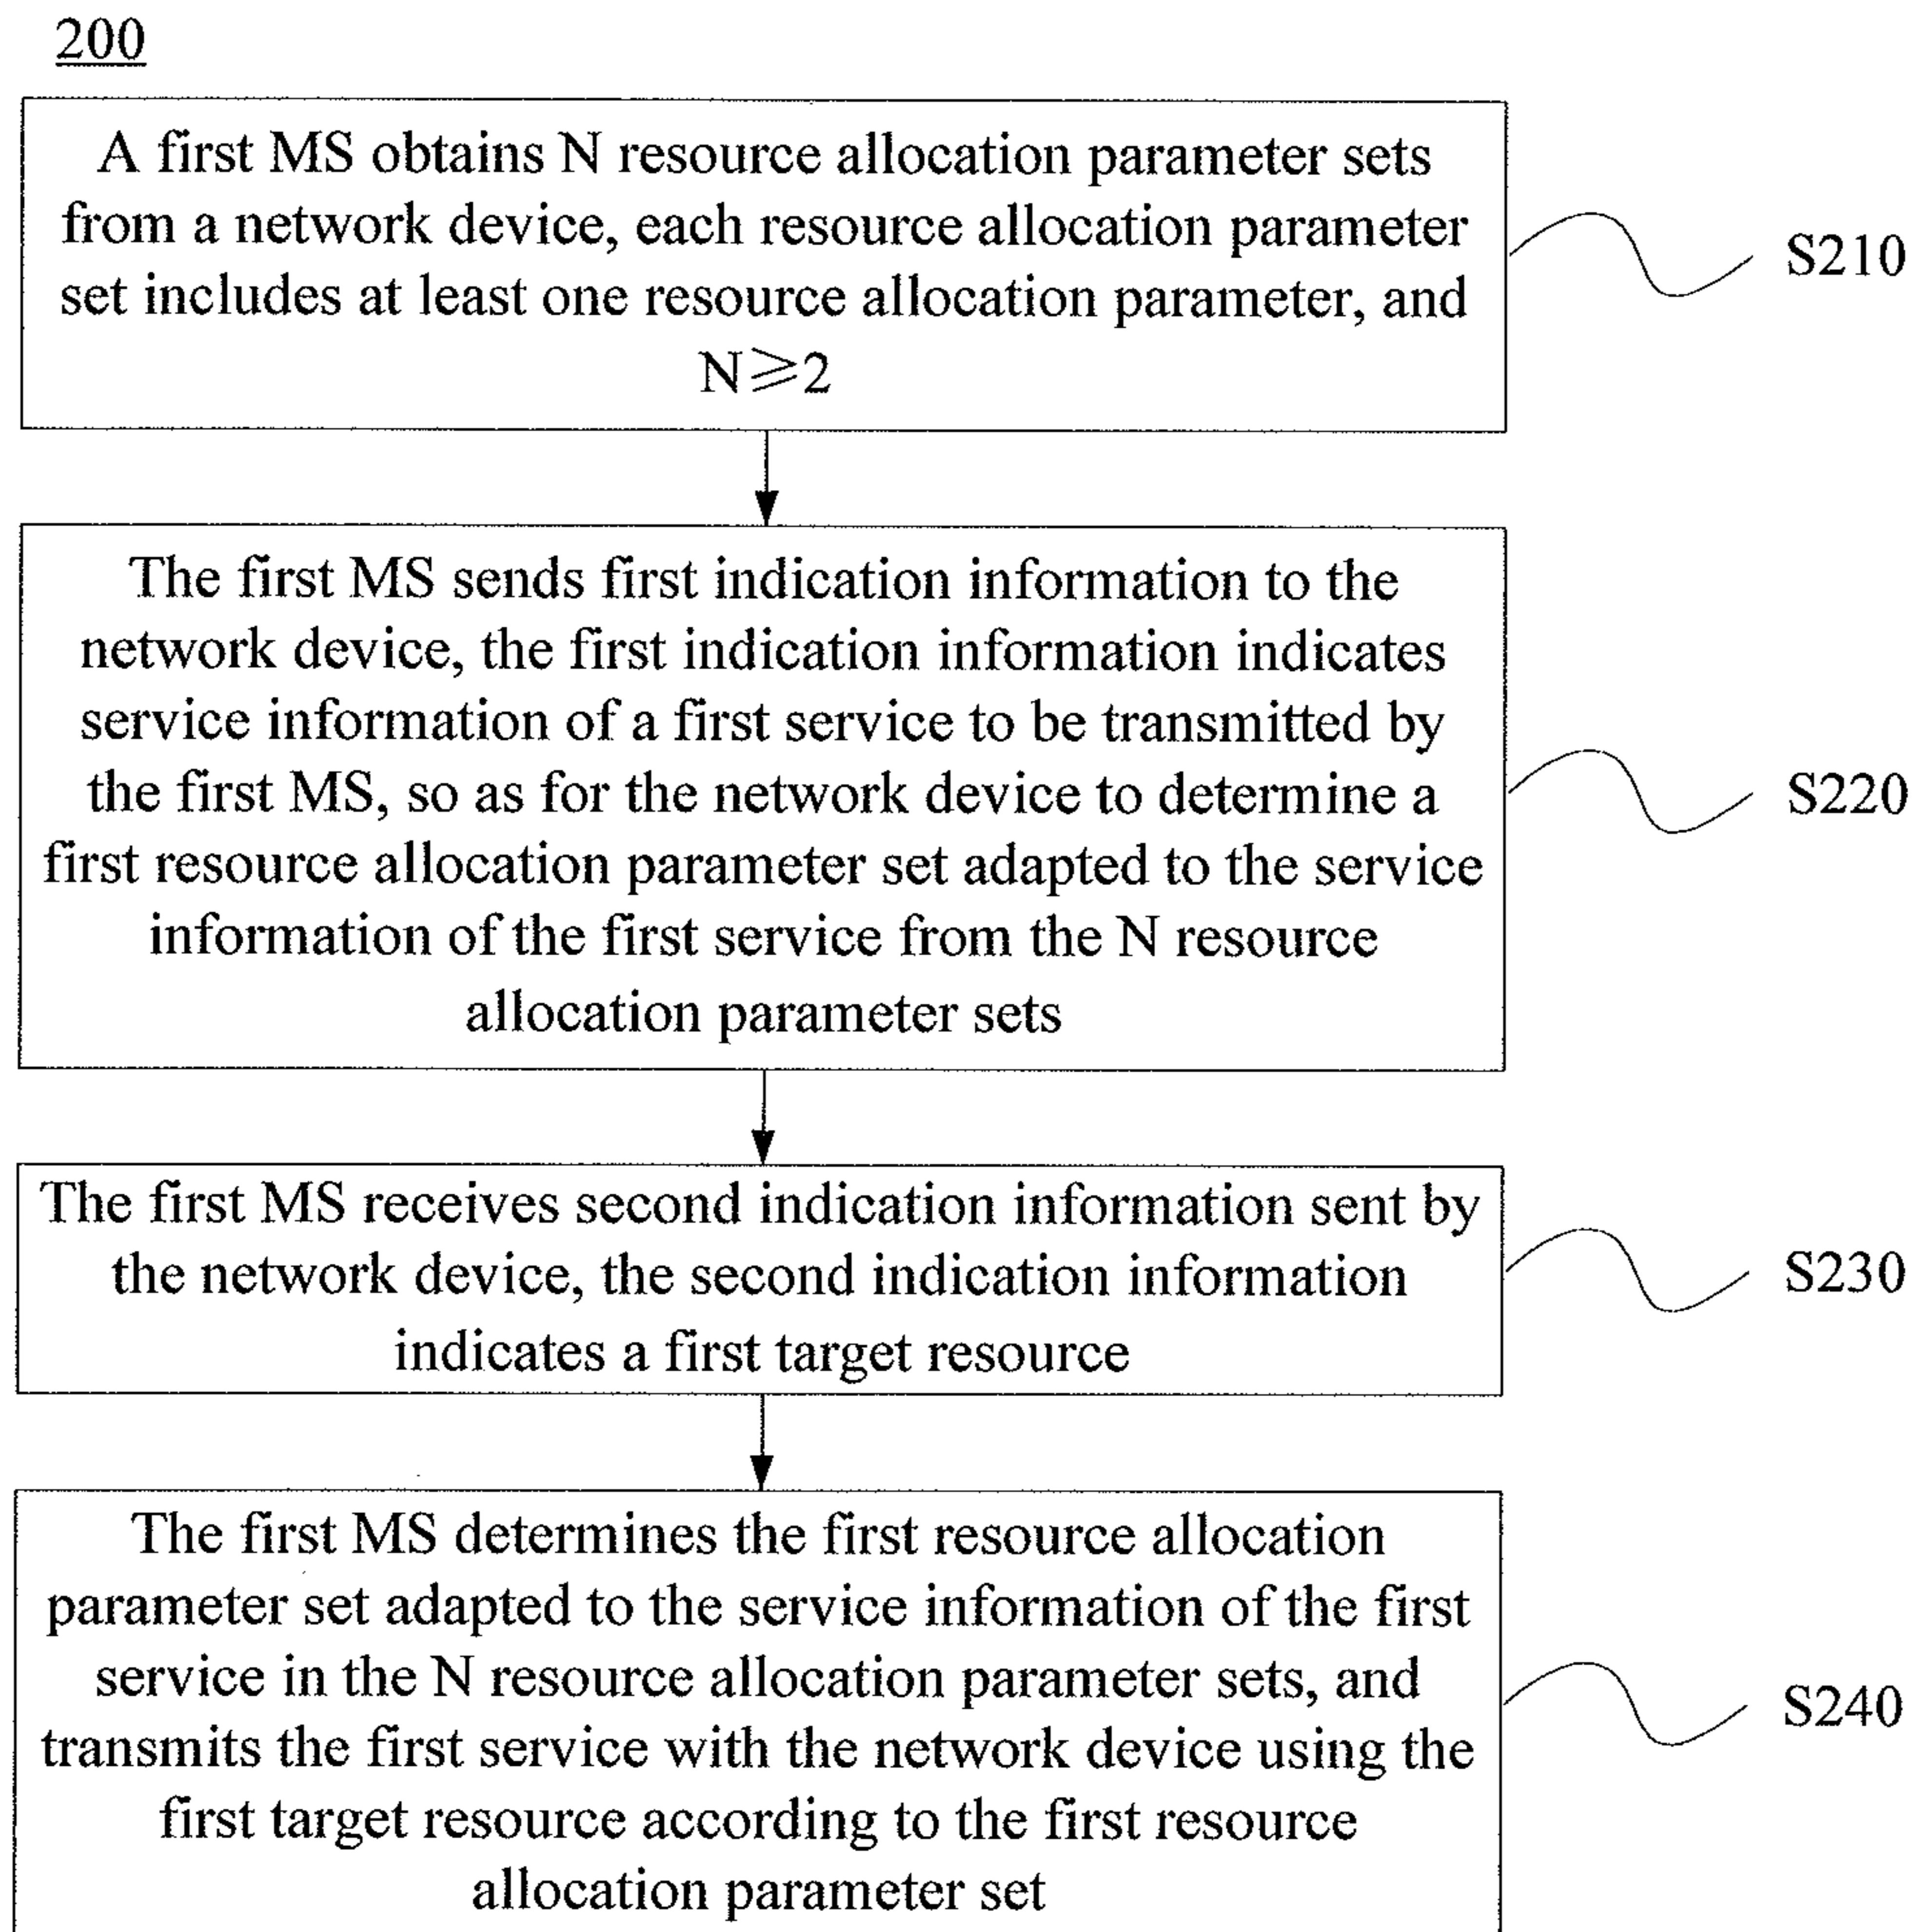 200
A first MS obtains N resource allocation parameter sets
from a network device, each resource allocation parameter
set includes at least one resource allocation parameter, and
N⩾2
S210
The first MS sends first indication information to the
network device, the first indication information indicates
service information of a first service to be transmitted by
the first MS, so as for the network device to determine a
first resource allocation parameter set adapted to the service
information of the first service from the N resource
allocation parameter sets
S220
The first MS receives second indication information sent by
the network device, the second indication information
indicates a first target resource
S230
The first MS determines the first resource allocation
parameter set adapted to the service information of the first
service in the N resource allocation parameter sets, and
transmits the first service with the network device using the
first target resource according to the first resource
allocation parameter set
S240